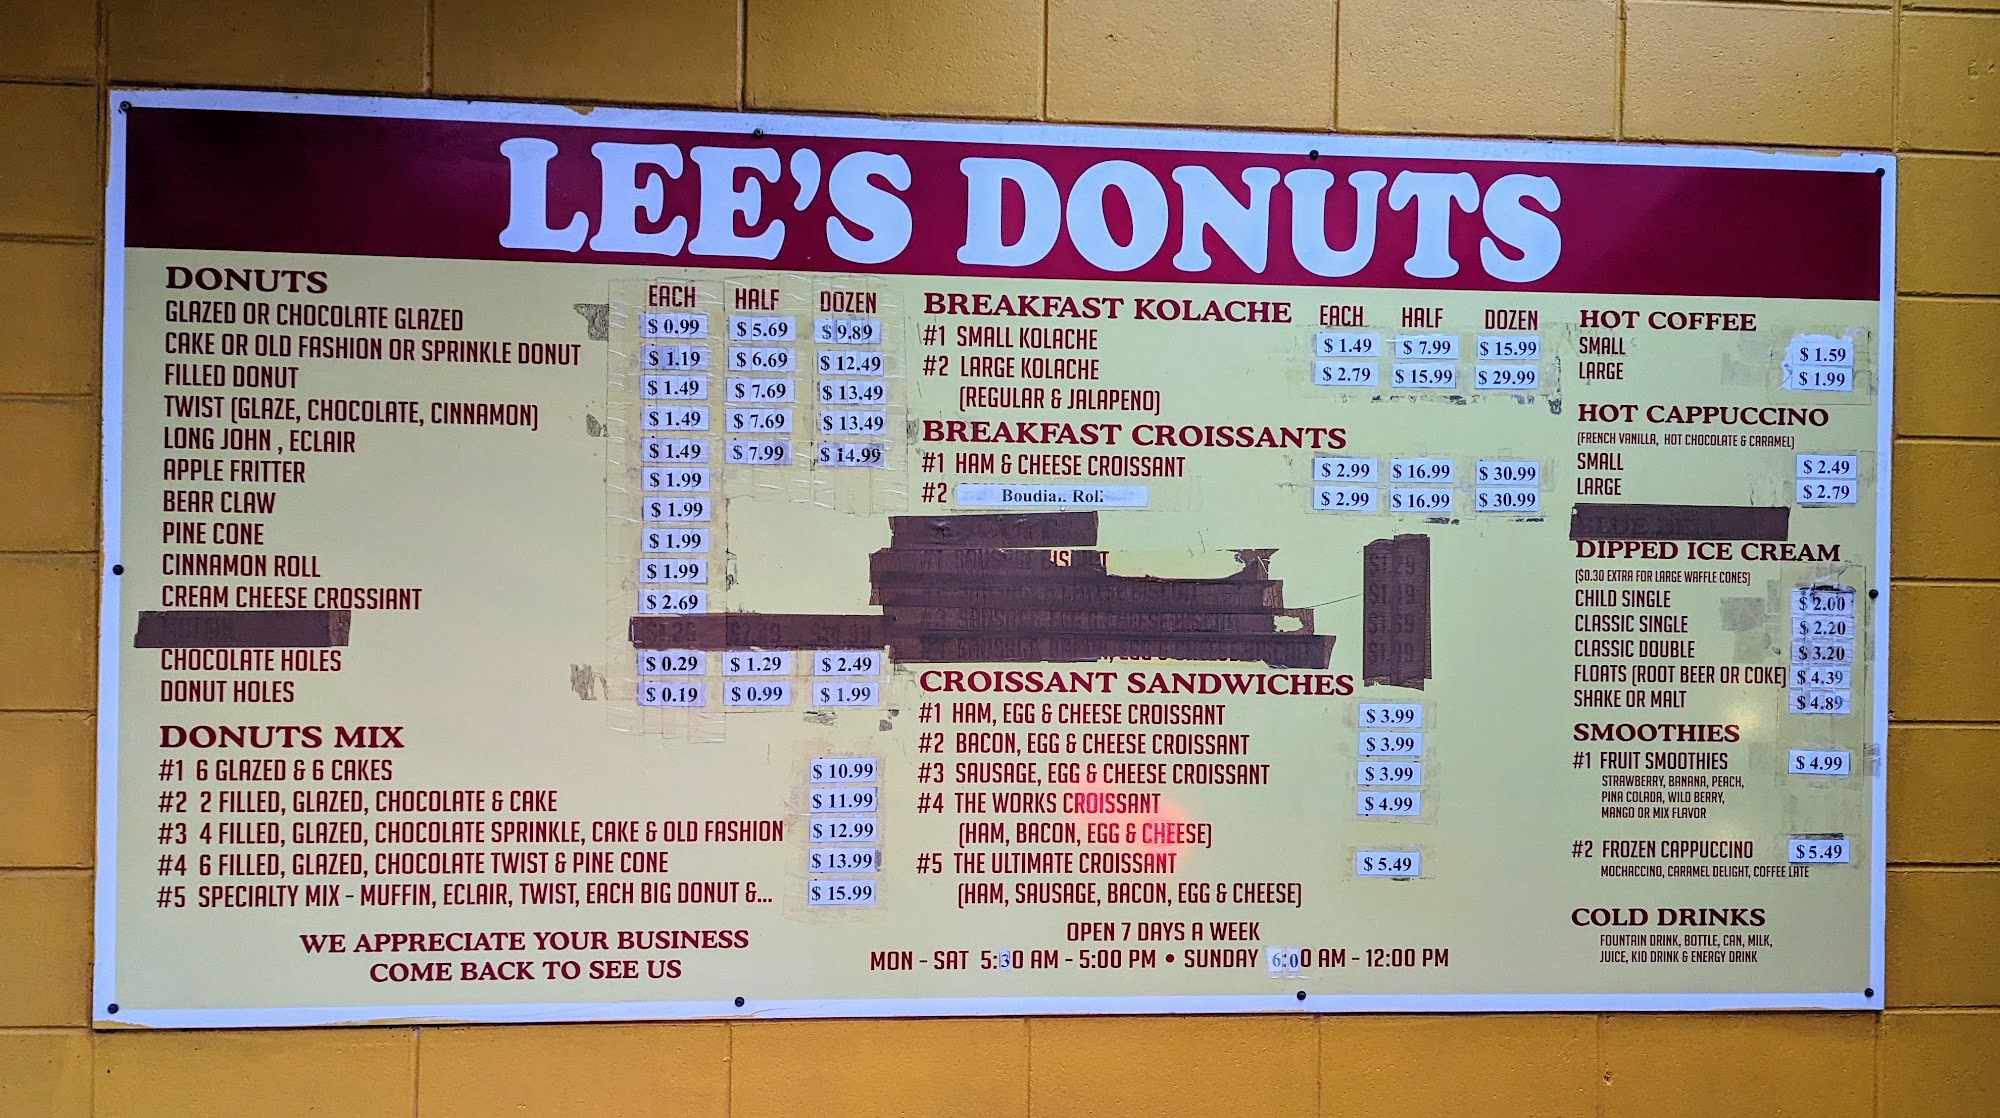 LEE'S DONUTS
DONUTS EACH HALF DOZEN
GLAZED OR CHOCOLATE GLAZED $ 0.99 $ 5.69 $ 9.89
CAKE OR OLD FASHION OR SPRINKLE DONUT $ 1.19 $ 6.69 $ 12.49
FILLED DONUT $ 1.49 $ 7.69 $ 13.49
TWIST (GLAZE, CHOCOLATE, CINNAMON) $ 1.49 $ 7.69 $ 13.49
LONG JOHN , ECLAIR $ 1.49 $ 7.99 $ 14.99
APPLE FRITTER $ 1.99
BEAR CLAW $ 1.99
PINE CONE $ 1.99
CINNAMON ROLL $ 1.99
CREAM CHEESE CROSSIANT $ 2.69
CHOCOLATE HOLES $ 0.29 $ 1.29 $ 2.49
DONUT HOLES $ 0.19 $ 0.99 $ 1.99
DONUTS MIX
#1 6 GLAZED & 6 CAKES $ 10.99
#2 2 FILLED, GLAZED, CHOCOLATE & CAKE $ 11.99
#3 4 FILLED, GLAZED, CHOCOLATE SPRINKLE, CAKE & OLD FASHION $ 12.99
#4 6 FILLED, GLAZED, CHOCOLATE TWIST & PINE CONE $ 13.99
#5 SPECIALTY MIX - MUFFIN, ECLAIR, TWIST, EACH BIG DONUT &... $ 15.99
WE APPRECIATE YOUR BUSINESS
COME BACK TO SEE US
BREAKFAST KOLACHE EACH HALF DOZEN
#1 SMALL KOLACHE $ 1.49 $ 7.99 $ 15.99
#2 LARGE KOLACHE $ 2.79 $ 15.99 $ 29.99
(REGULAR & JALAPENO)
BREAKFAST CROISSANTS
#1 HAM & CHEESE CROISSANT $ 2.99 $ 16.99 $ 30.99
#2 $ 2.99 $ 16.99 $ 30.99
CROISSANT SANDWICHES
#1 HAM, EGG & CHEESE CROISSANT $ 3.99
#2 BACON, EGG & CHEESE CROISSANT $ 3.99
#3 SAUSAGE, EGG & CHEESE CROISSANT $ 3.99
#4 THE WORKS CROISSANT $ 4.99
(HAM, BACON, EGG & CHEESE)
#5 THE ULTIMATE CROISSANT $ 5.49
(HAM, SAUSAGE, BACON, EGG & CHEESE)
OPEN 7 DAYS A WEEK
MON - SAT 5:30 AM - 5:00 PM • SUNDAY 6:00 AM - 12:00 PM
HOT COFFEE
SMALL $ 1.59
LARGE $ 1.99
HOT CAPPUCCINO
(FRENCH VANILLA, HOT CHOCOLATE & CARAMEL)
SMALL $ 2.49
LARGE $ 2.79
DIPPED ICE CREAM
($0.30 EXTRA FOR LARGE WAFFLE CONES)
CHILD SINGLE $ 2.00
CLASSIC SINGLE $ 2.20
CLASSIC DOUBLE $ 3.20
FLOATS (ROOT BEER OR COKE) $ 4.39
SHAKE OR MALT $ 4.89
SMOOTHIES
#1 FRUIT SMOOTHIES $ 4.99
STRAWBERRY, BANANA, PEACH,
PINA COLADA, WILD BERRY,
MANGO OR MIX FLAVOR
#2 FROZEN CAPPUCCINO $ 5.49
MOCHACCINO, CARAMEL DELIGHT, COFFEE LATE
COLD DRINKS
FOUNTAIN DRINK, BOTTLE, CAN, MILK,
JUICE, KID DRINK & ENERGY DRINK